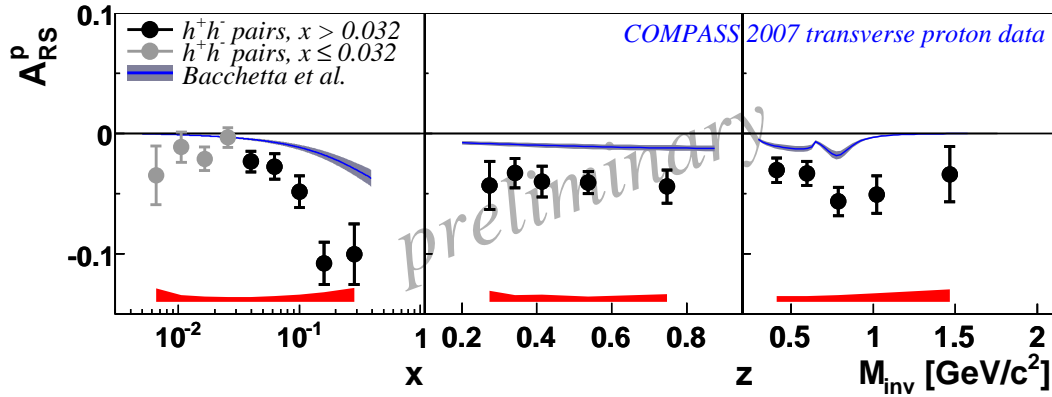 0.1
h⁺h⁻ pairs, x > 0.032
COMPASS 2007 transverse proton data
h⁺h⁻ pairs, x ≤ 0.032
Bacchetta et al.
A^p_RS
0
preliminary
-0.1
10⁻² 10⁻¹ 1 0.2 0.4 0.6 0.8 0.5 1 1.5 2
x z M_inv [GeV/c²]